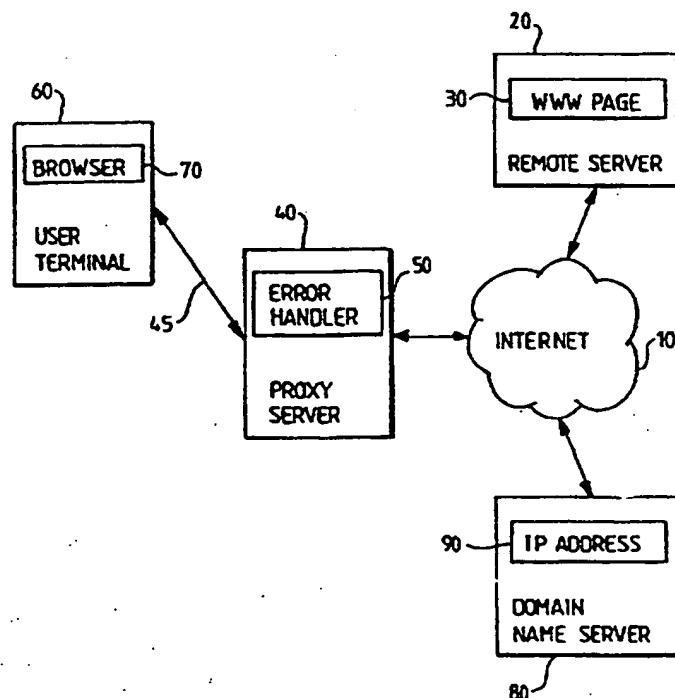 20
30
WWW PAGE
REMOTE SERVER
60
BROWSER
70
USER
TERMINAL
45
40
50
ERROR
HANDLER
PROXY
SERVER
INTERNET
10
90
IP ADDRESS
DOMAIN
NAME SERVER
80